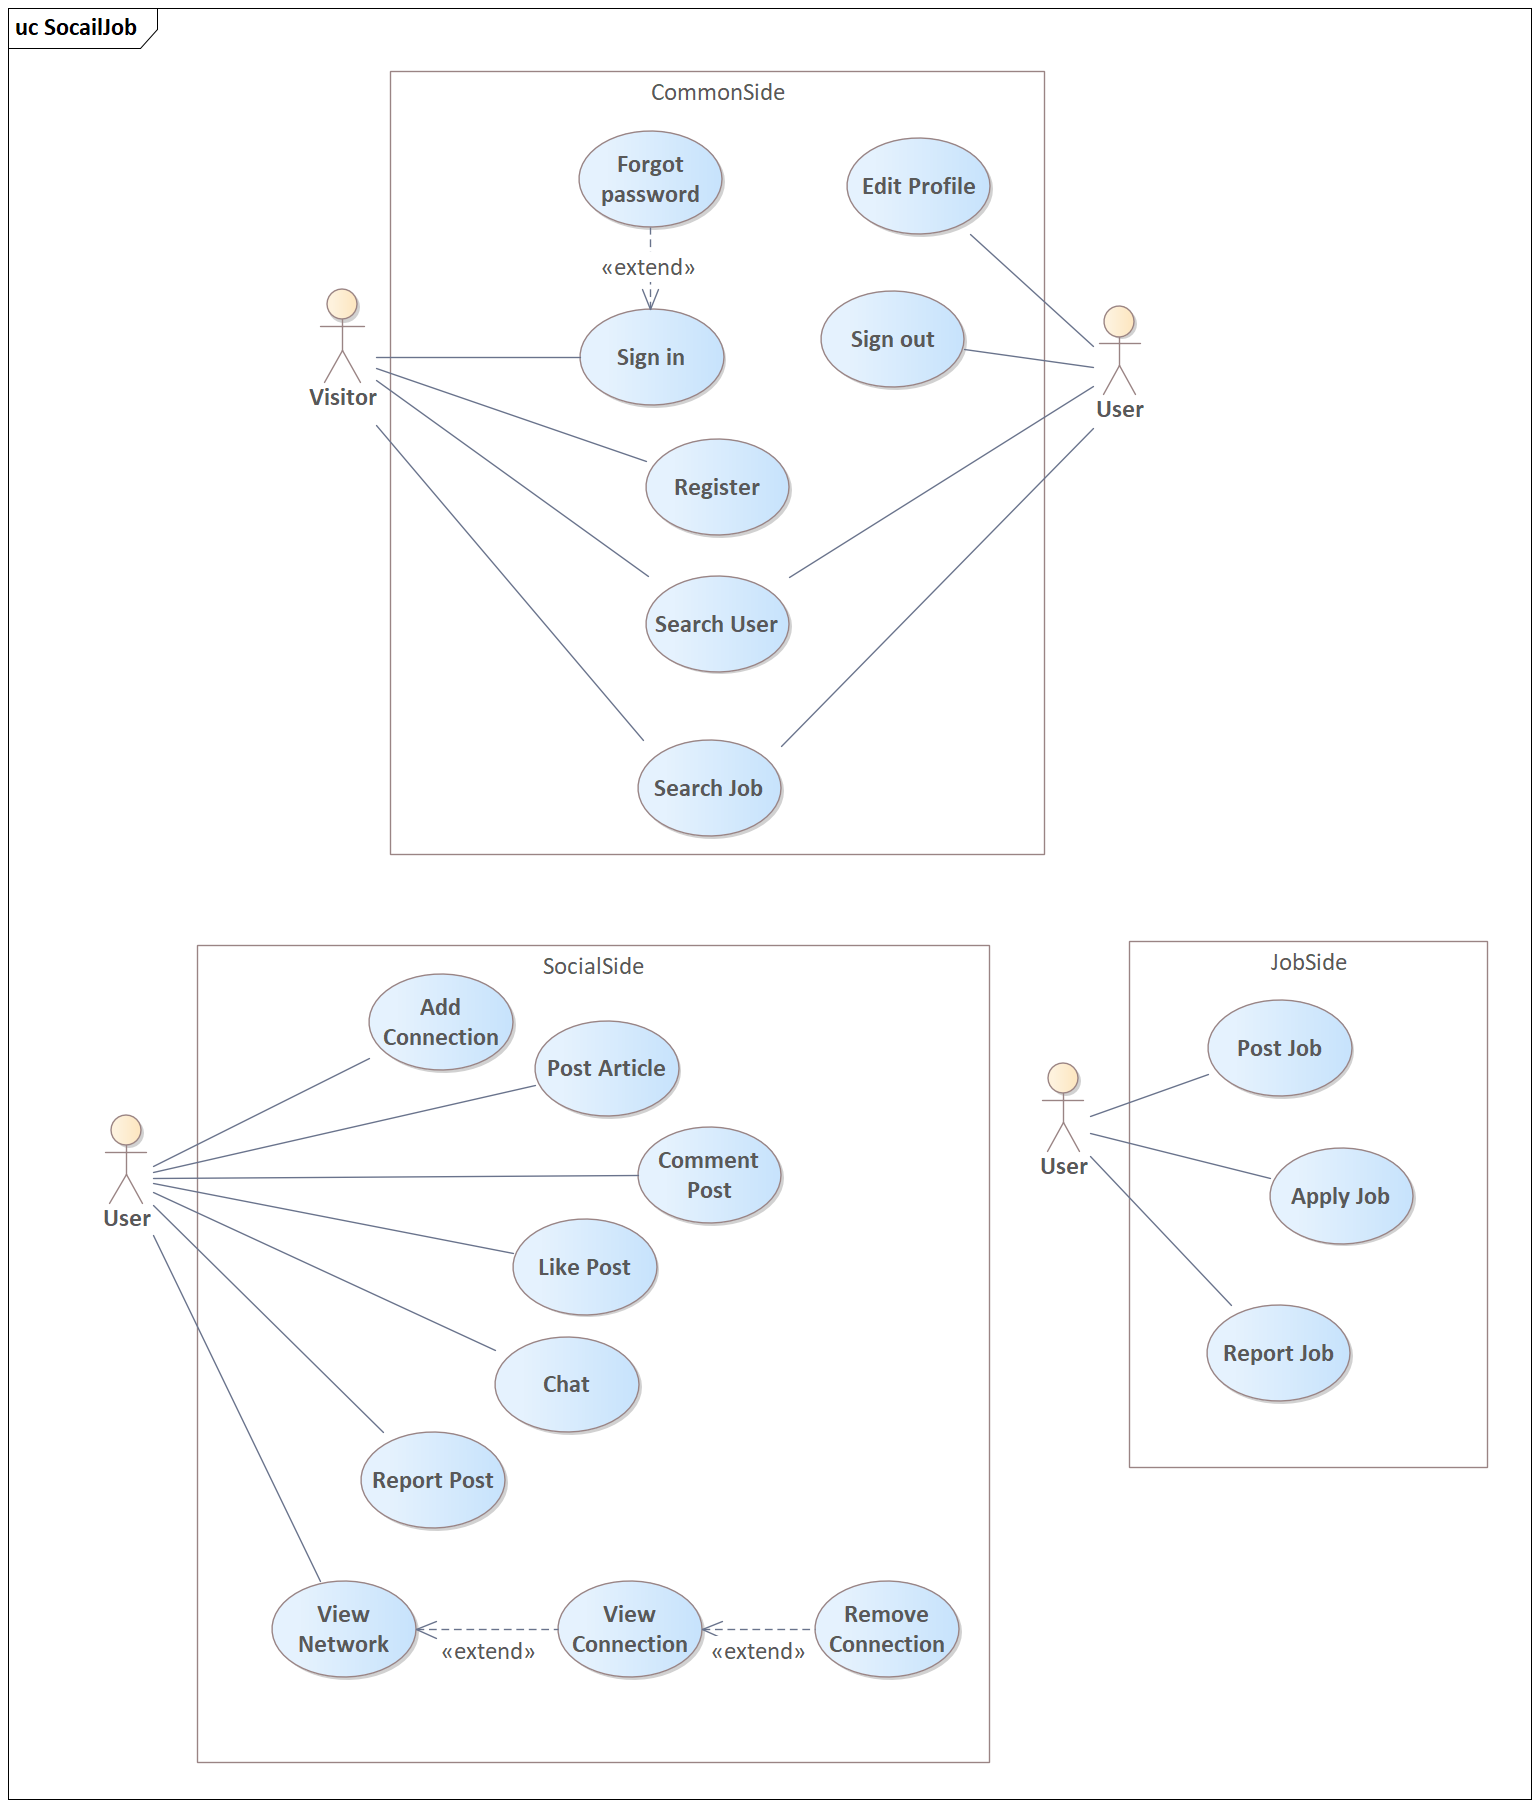 uc SocailJob
CommonSide
Forgot
password
Edit Profile
«extend»
Sign in
Sign out
Visitor
User
Register
Search User
Search Job
SocialSide
Add
Connection
Post Article
Comment
Post
User
Like Post
Chat
Report Post
View
Network
«extend»
View
Connection
«extend»
Remove
Connection
JobSide
Post Job
User
Apply Job
Report Job